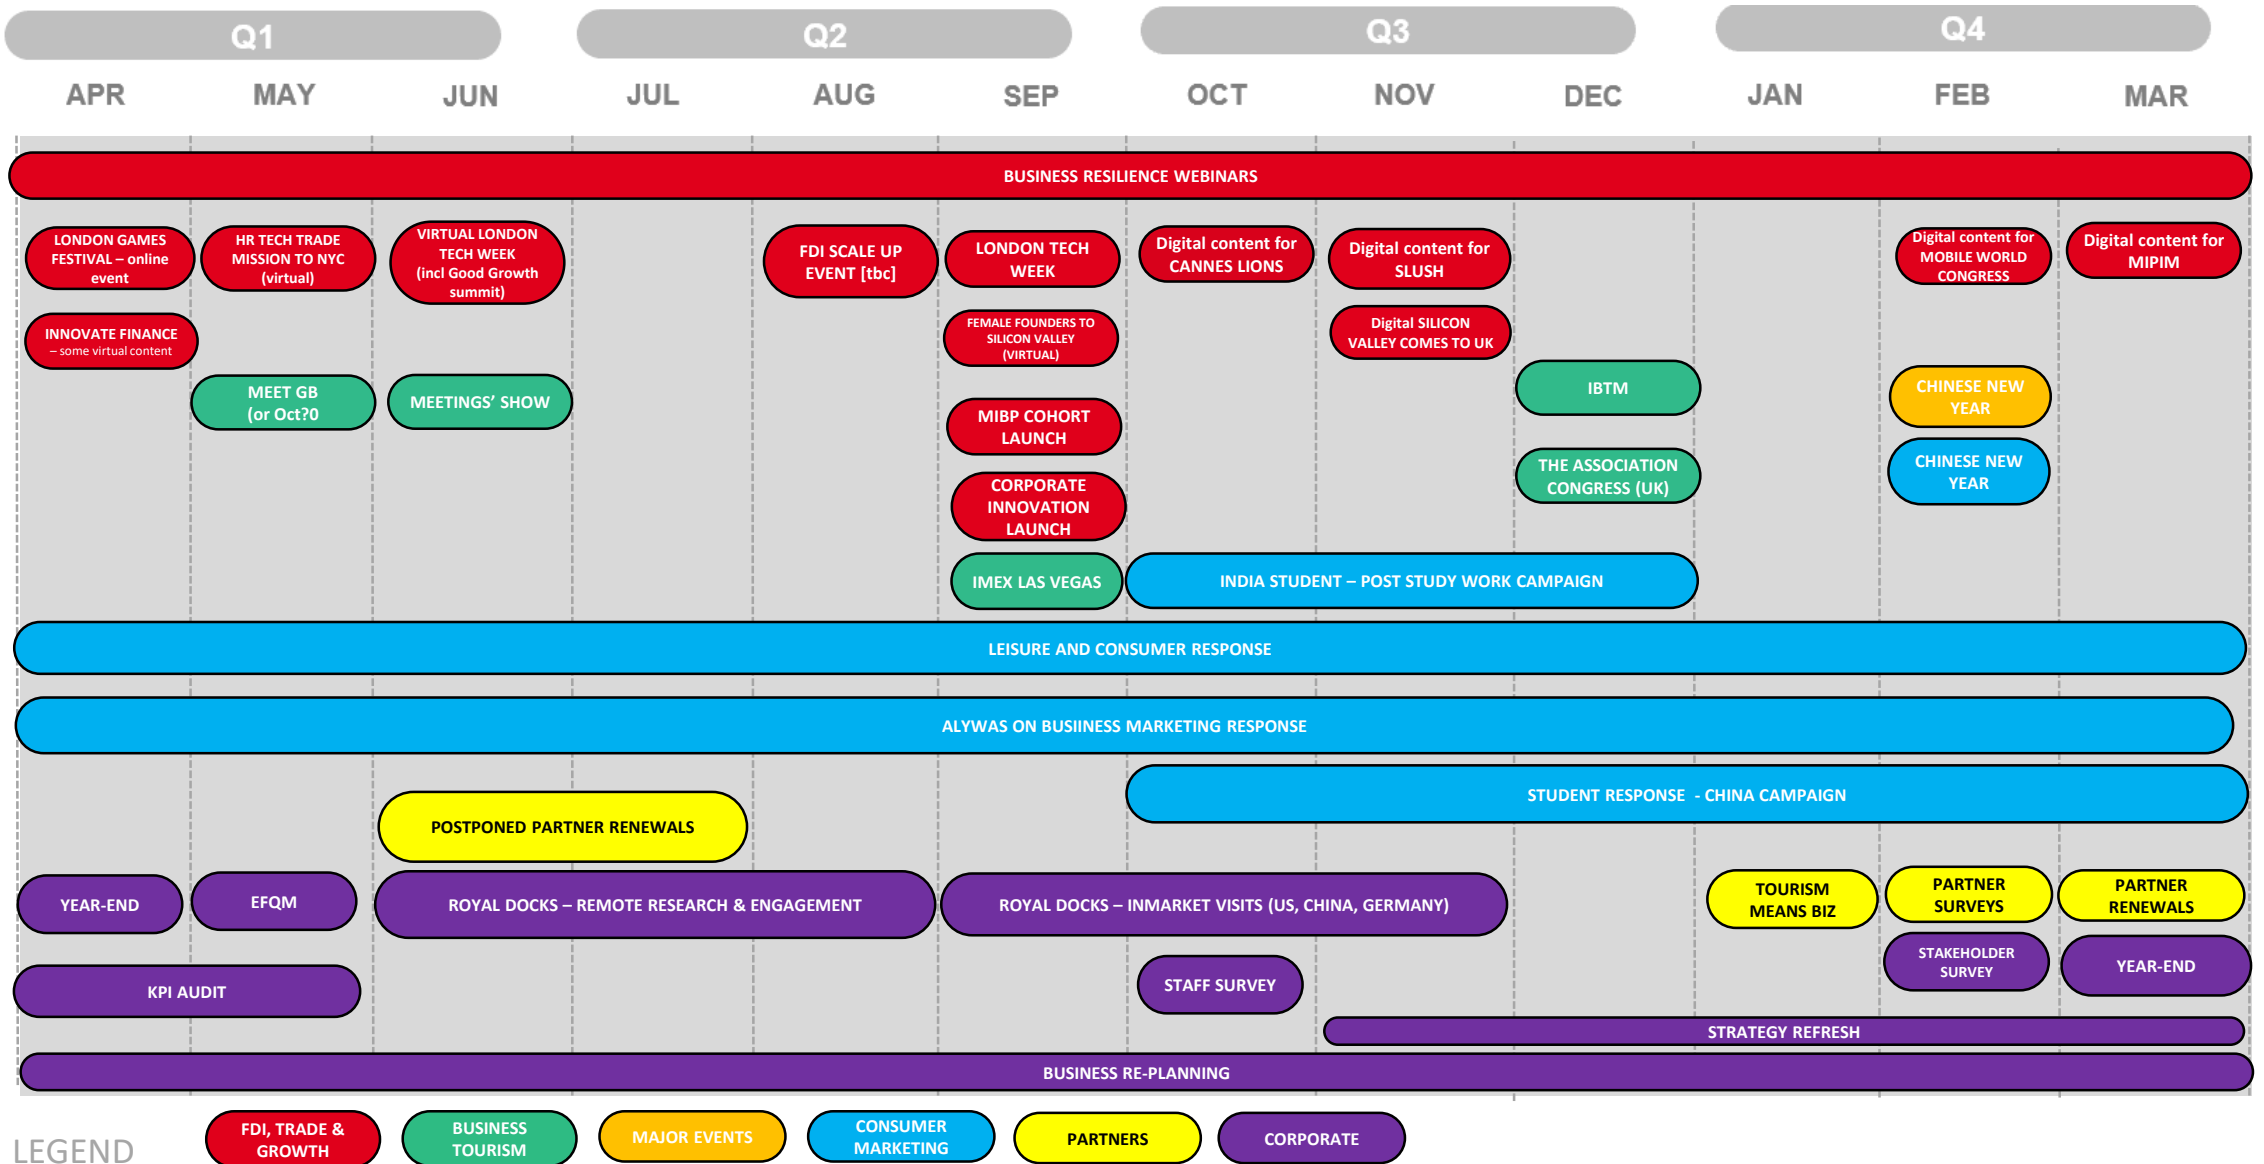 Q1
Q2
Q3
Q4
APR
MAY
JUN
JUL
AUG
SEP
OCT
NOV
DEC
JAN
FEB
MAR
BUSINESS RESILIENCE WEBINARS
LONDON GAMES
FESTIVAL – online
event
HR TECH TRADE
MISSION TO NYC
(virtual)
VIRTUAL LONDON
TECH WEEK
(incl Good Growth
summit)
FDI SCALE UP
EVENT [tbc]
LONDON TECH
WEEK
Digital content for
CANNES LIONS
Digital content for
SLUSH
Digital content for
MOBILE WORLD
CONGRESS
Digital content for
MIPIM
INNOVATE FINANCE
– some virtual content
FEMALE FOUNDERS TO
SILICON VALLEY
(VIRTUAL)
Digital SILICON
VALLEY COMES TO UK
MEET GB
(or Oct?0
MEETINGS’ SHOW
MIBP COHORT
LAUNCH
IBTM
CHINESE NEW
YEAR
CORPORATE
INNOVATION
LAUNCH
THE ASSOCIATION
CONGRESS (UK)
CHINESE NEW
YEAR
IMEX LAS VEGAS
INDIA STUDENT – POST STUDY WORK CAMPAIGN
LEISURE AND CONSUMER RESPONSE
ALYWAS ON BUSIINESS MARKETING RESPONSE
STUDENT RESPONSE - CHINA CAMPAIGN
POSTPONED PARTNER RENEWALS
YEAR-END
EFQM
ROYAL DOCKS – REMOTE RESEARCH & ENGAGEMENT
ROYAL DOCKS – INMARKET VISITS (US, CHINA, GERMANY)
TOURISM
MEANS BIZ
PARTNER
SURVEYS
PARTNER
RENEWALS
KPI AUDIT
STAFF SURVEY
STAKEHOLDER
SURVEY
YEAR-END
STRATEGY REFRESH
BUSINESS RE-PLANNING
LEGEND
FDI, TRADE &
GROWTH
BUSINESS
TOURISM
MAJOR EVENTS
CONSUMER
MARKETING
PARTNERS
CORPORATE